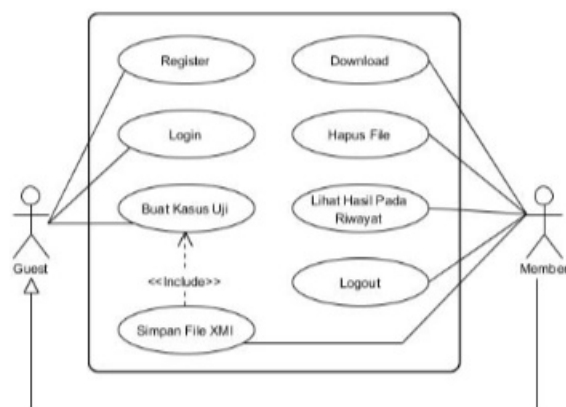 Register
Download
Login
Hapus File
Buat Kasus Uji
Lihat Hasil Pada
Riwayat
Guest
Member
<<Include>>
Logout
Simpan File XMI